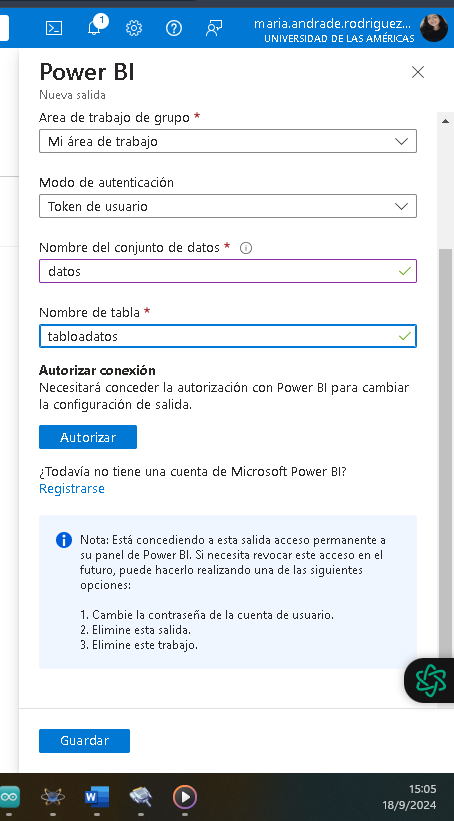 1
maria.andrade.rodriguez...
UNIVERSIDAD DE LAS AMÉRICAS
Power BI
Nueva salida
Area de trabajo de grupo *
Mi área de trabajo
Modo de autenticación
Token de usuario
Nombre del conjunto de datos *
datos
Nombre de tabla *
tabloadatos
Autorizar conexión
Necesitará conceder la autorización con Power BI para cambiar
la configuración de salida.
Autorizar
¿Todavía no tiene una cuenta de Microsoft Power BI?
Registrarse
Nota: Está concediendo a esta salida acceso permanente a
su panel de Power BI. Si necesita revocar este acceso en el
futuro, puede hacerlo realizando una de las siguientes
opciones:
1. Cambie la contraseña de la cuenta de usuario.
2. Elimine esta salida.
3. Elimine este trabajo.
Guardar
15:05
18/9/2024